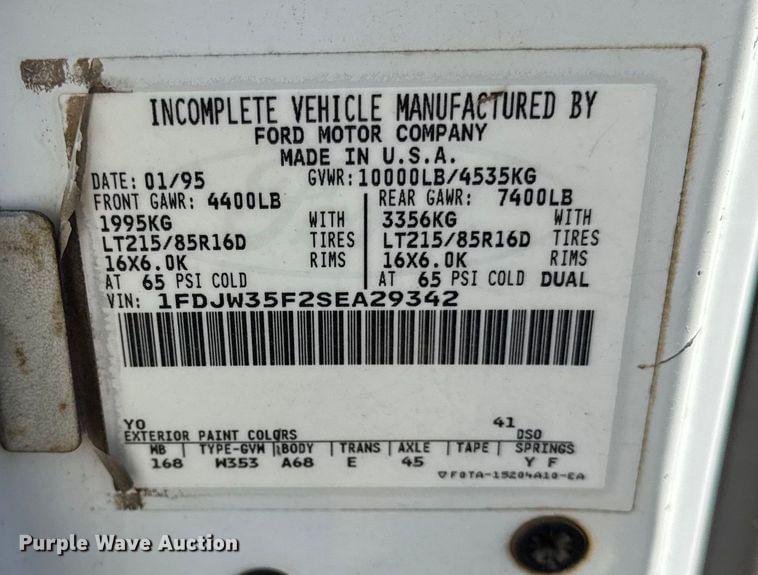 INCOMPLETE VEHICLE MANUFACTURED BY
FORD MOTOR COMPANY
MADE IN U.S.A.
DATE: 01/95 GVWR: 10000LB/4535KG
FRONT GAWR: 4400LB REAR GAWR: 7400LB
1995KG WITH 3356KG WITH
LT215/85R16D TIRES LT215/85R16D TIRES
16X6.0K RIMS 16X6.0K RIMS
AT 65 PSI COLD AT 65 PSI COLD DUAL
VIN: 1FDJW35F2SEA29342
YO 41
EXTERIOR PAINT COLORS DSO
WB TYPE-GVW BODY TRANS AXLE TAPE SPRINGS
168 W353 A68 E 45 Y F
F0TA-15204A10-EA
Purple Wave Auction